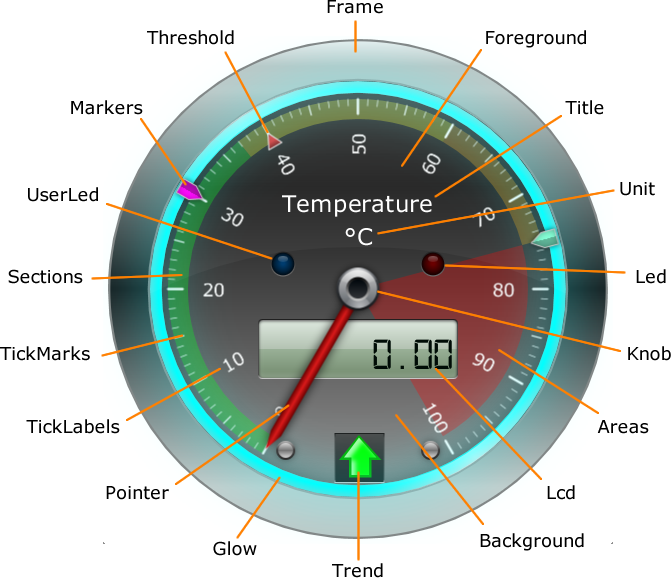 Frame
Threshold
Foreground
Markers
Title
50
40
60
UserLed
Unit
Temperature
30
70
°C
Sections
Led
20
80
0.00
TickMarks
Knob
10
90
0
100
TickLabels
Areas
Pointer
Lcd
Glow
Background
Trend